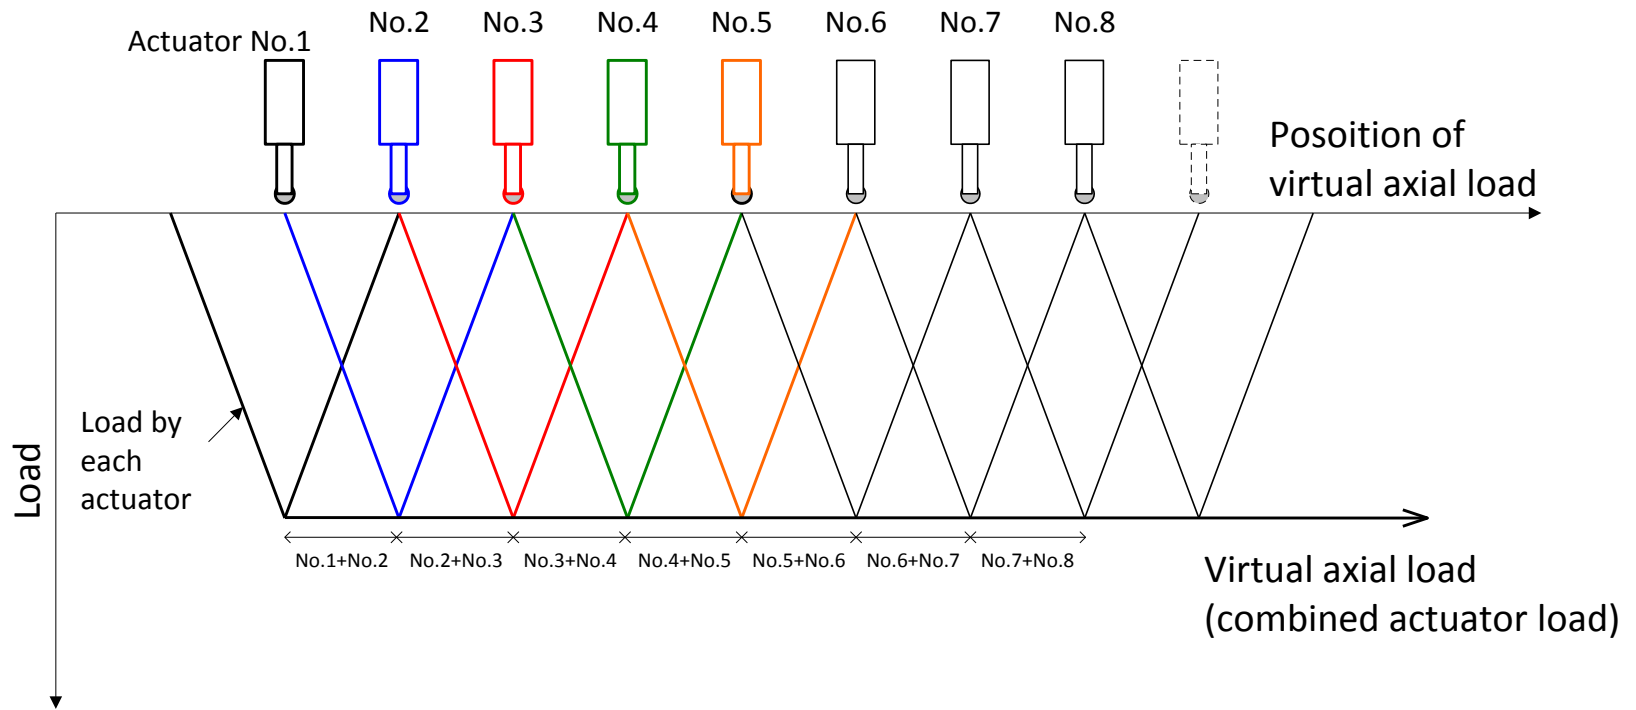 Actuator No.1
No.2
No.3
No.4
No.5
No.6
No.7
No.8
Posoition of
virtual axial load
Load by
each
actuator
Load
No.1+No.2
No.2+No.3
No.3+No.4
No.4+No.5
No.5+No.6
No.6+No.7
No.7+No.8
Virtual axial load
(combined actuator load)